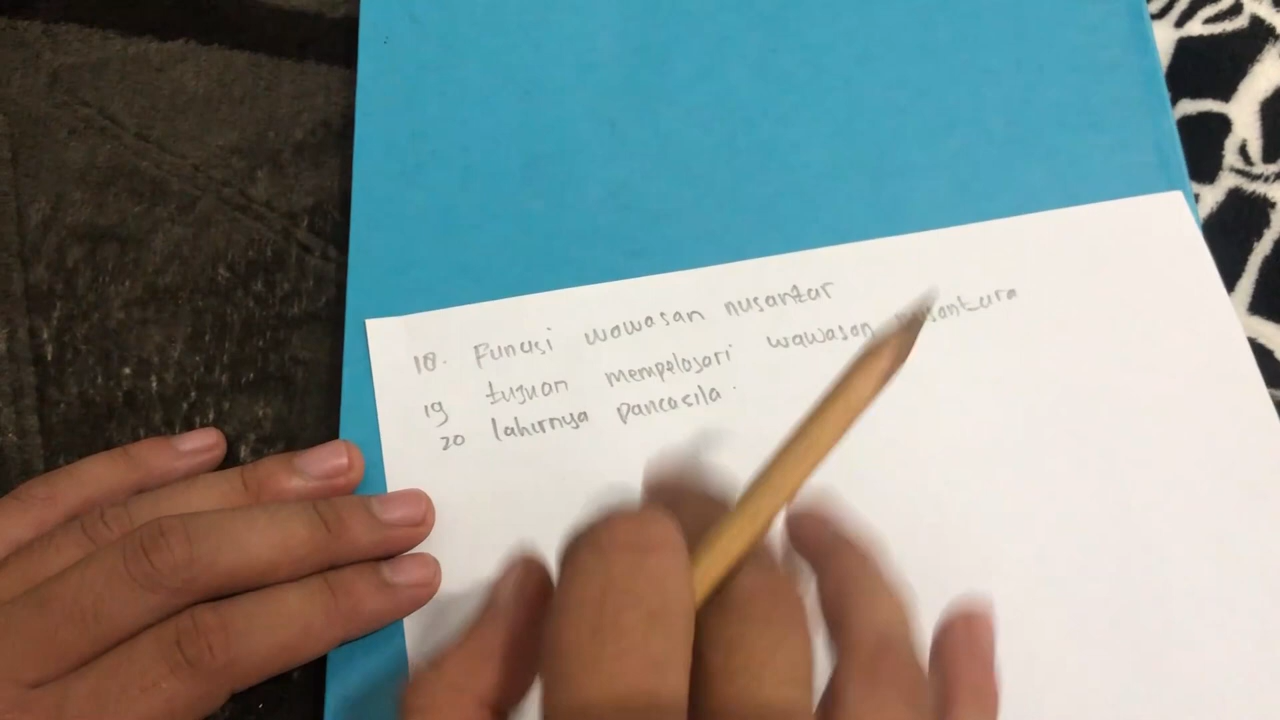 18. Fungsi wawasan nusantar
19 tujuan mempelajari wawasan nusantara
20 lahirnya pancasila.